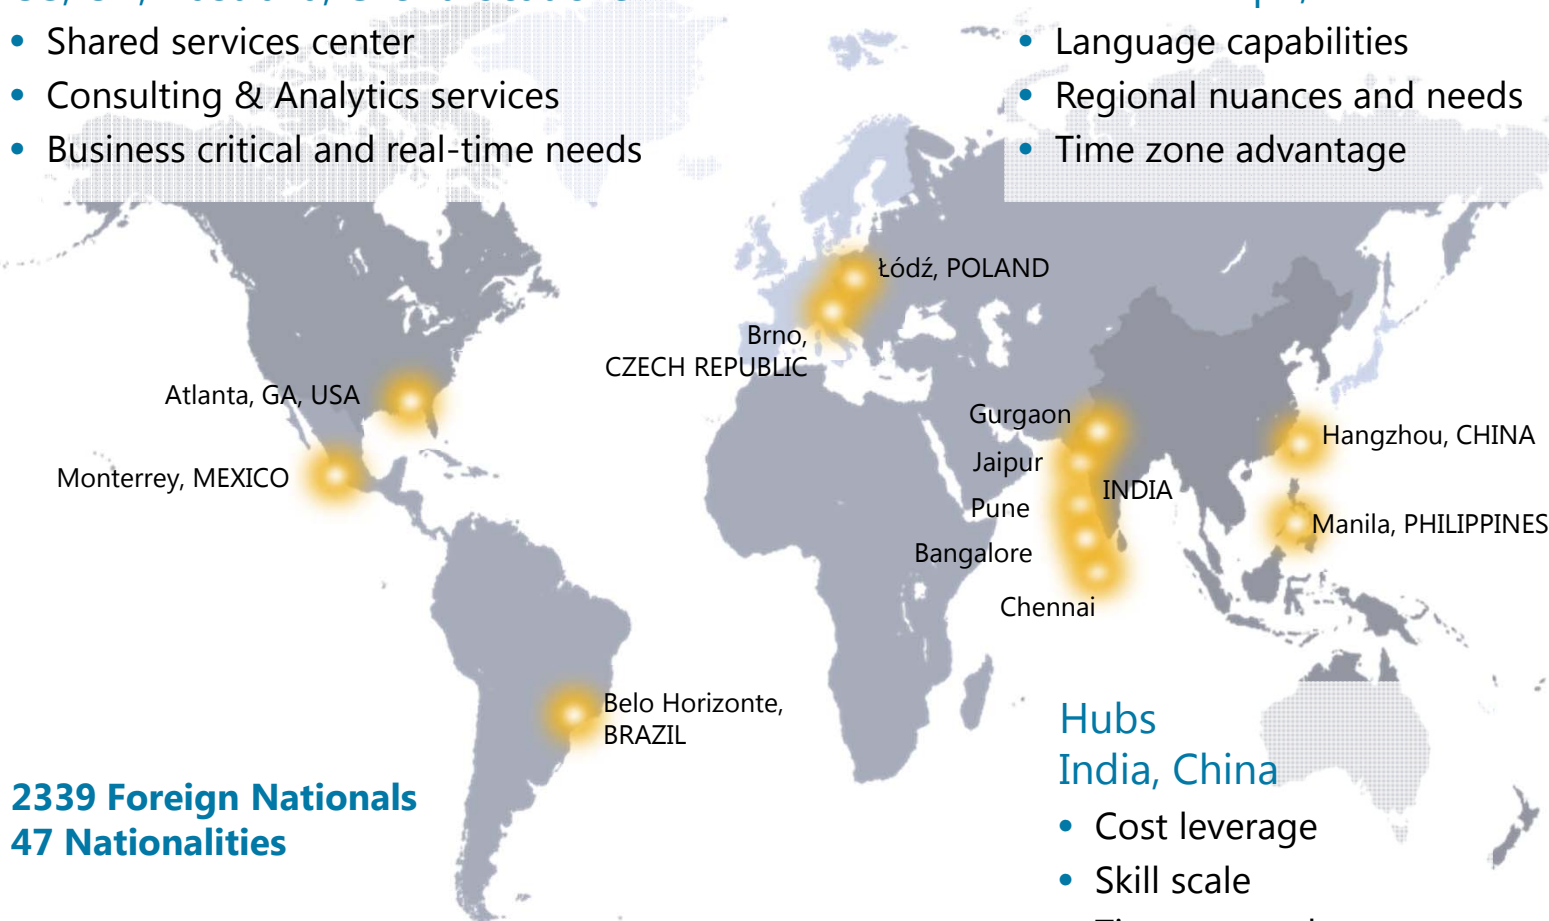 • Shared services center
• Consulting & Analytics services
• Business critical and real-time needs
• Language capabilities
• Regional nuances and needs
• Time zone advantage
Łódź, POLAND
Brno,
CZECH REPUBLIC
Atlanta, GA, USA
Monterrey, MEXICO
Gurgaon
Jaipur
INDIA
Pune
Bangalore
Chennai
Hangzhou, CHINA
Manila, PHILIPPINES
Belo Horizonte,
BRAZIL
2339 Foreign Nationals
47 Nationalities
Hubs
India, China
• Cost leverage
• Skill scale